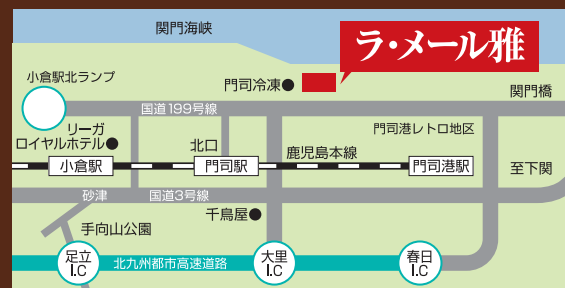 関門海峡
ラ・メール雅
小倉駅北ランプ
門司冷凍
関門橋
国道199号線
リーガ
ロイヤルホテル
北口
門司港レトロ地区
鹿児島本線
小倉駅
門司駅
門司港駅
至下関
砂津
国道3号線
千鳥屋
手向山公園
足立
I.C
北九州都市高速道路
大里
I.C
春日
I.C